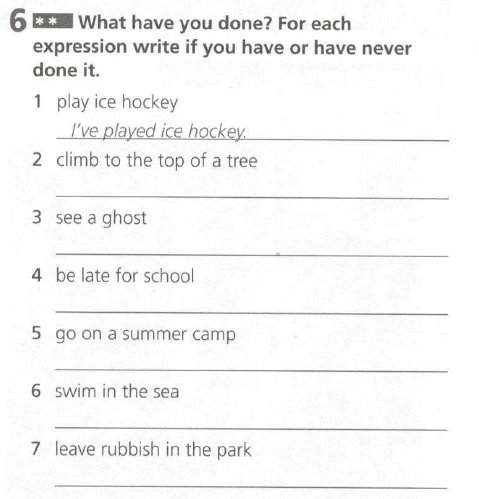 6 ** What have you done? For each
expression write if you have or have never
done it.
1 play ice hockey
I've played ice hockey.
2 climb to the top of a tree
3 see a ghost
4 be late for school
5 go on a summer camp
6 swim in the sea
7 leave rubbish in the park